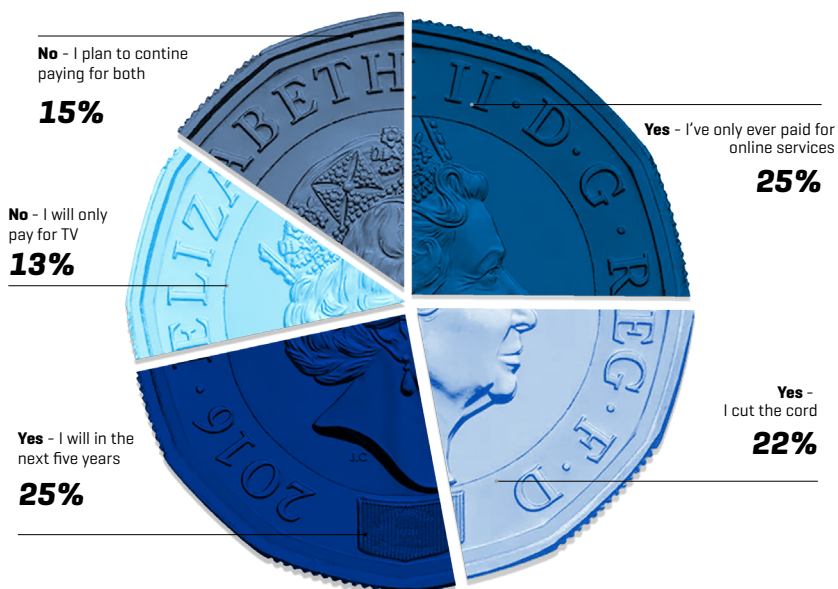 No - I plan to contine
paying for both
15%
Yes - I've only ever paid for
online services
25%
No - I will only
pay for TV
13%
Yes -
I cut the cord
22%
Yes - I will in the
next five years
25%
ELIZABETH II·D·G·REG·F·D
2016·
J.C